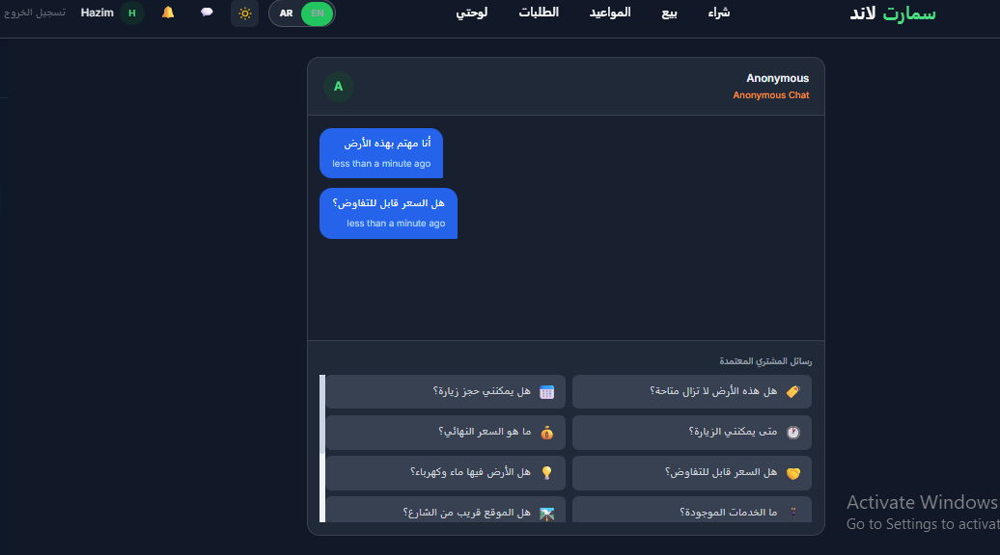 سمارت لاند
شراء
بيع
المواعيد
الطلبات
لوحتي
AR EN
H Hazim
تسجيل الخروج
Anonymous
Anonymous Chat
A
أنا مهتم بهذه الأرض
less than a minute ago
هل السعر قابل للتفاوض؟
less than a minute ago
رسائل المشتري المعتمدة
هل هذه الأرض لا تزال متاحة؟
هل يمكنني حجز زيارة؟
متى يمكنني الزيارة؟
ما هو السعر النهائي؟
هل السعر قابل للتفاوض؟
هل الأرض فيها ماء وكهرباء؟
ما الخدمات الموجودة؟
هل الموقع قريب من الشارع؟
Activate Windows
Go to Settings to activat